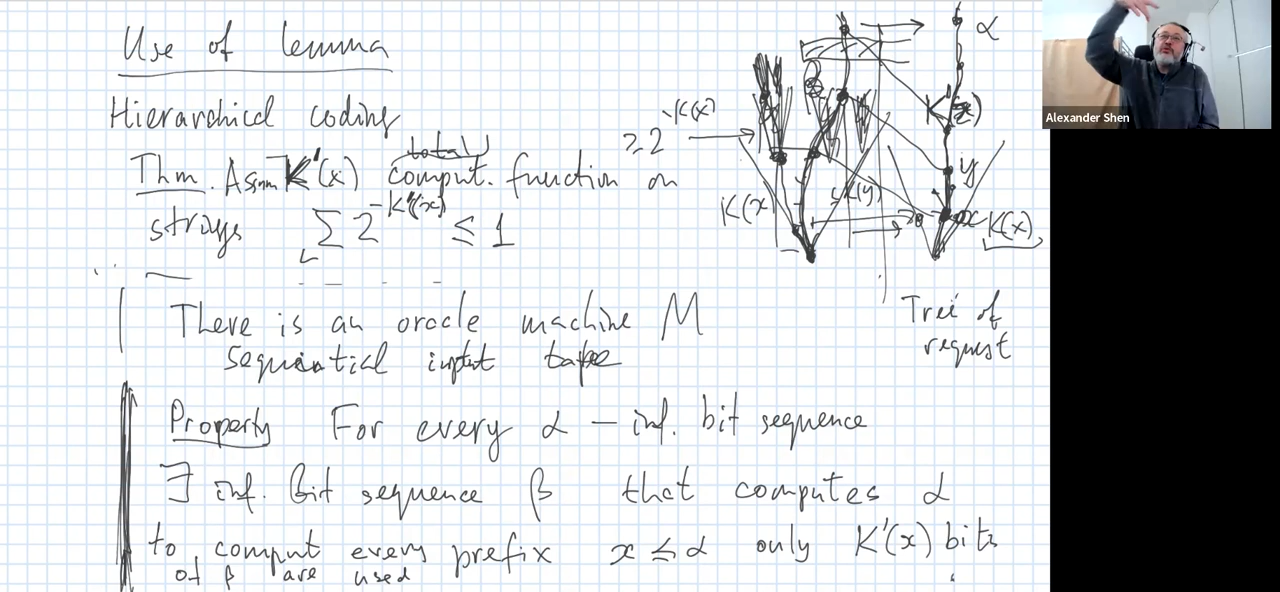 Use of lemma
Hierarchical coding
Thm. Assum K'(x) comput. function on
total
strings ∑ 2^-K'(x) ≤ 1
There is an oracle machine M
sequential input tape
Property For every α – inf. bit sequence
∃ inf. bit sequence β that computes α
to comput every prefix x ≤ α only K'(x) bits
of β are used
≥ 2^-K(x)
K(x)
K(y)
α
y
x
K(x)
Tree of
request
Alexander Shen